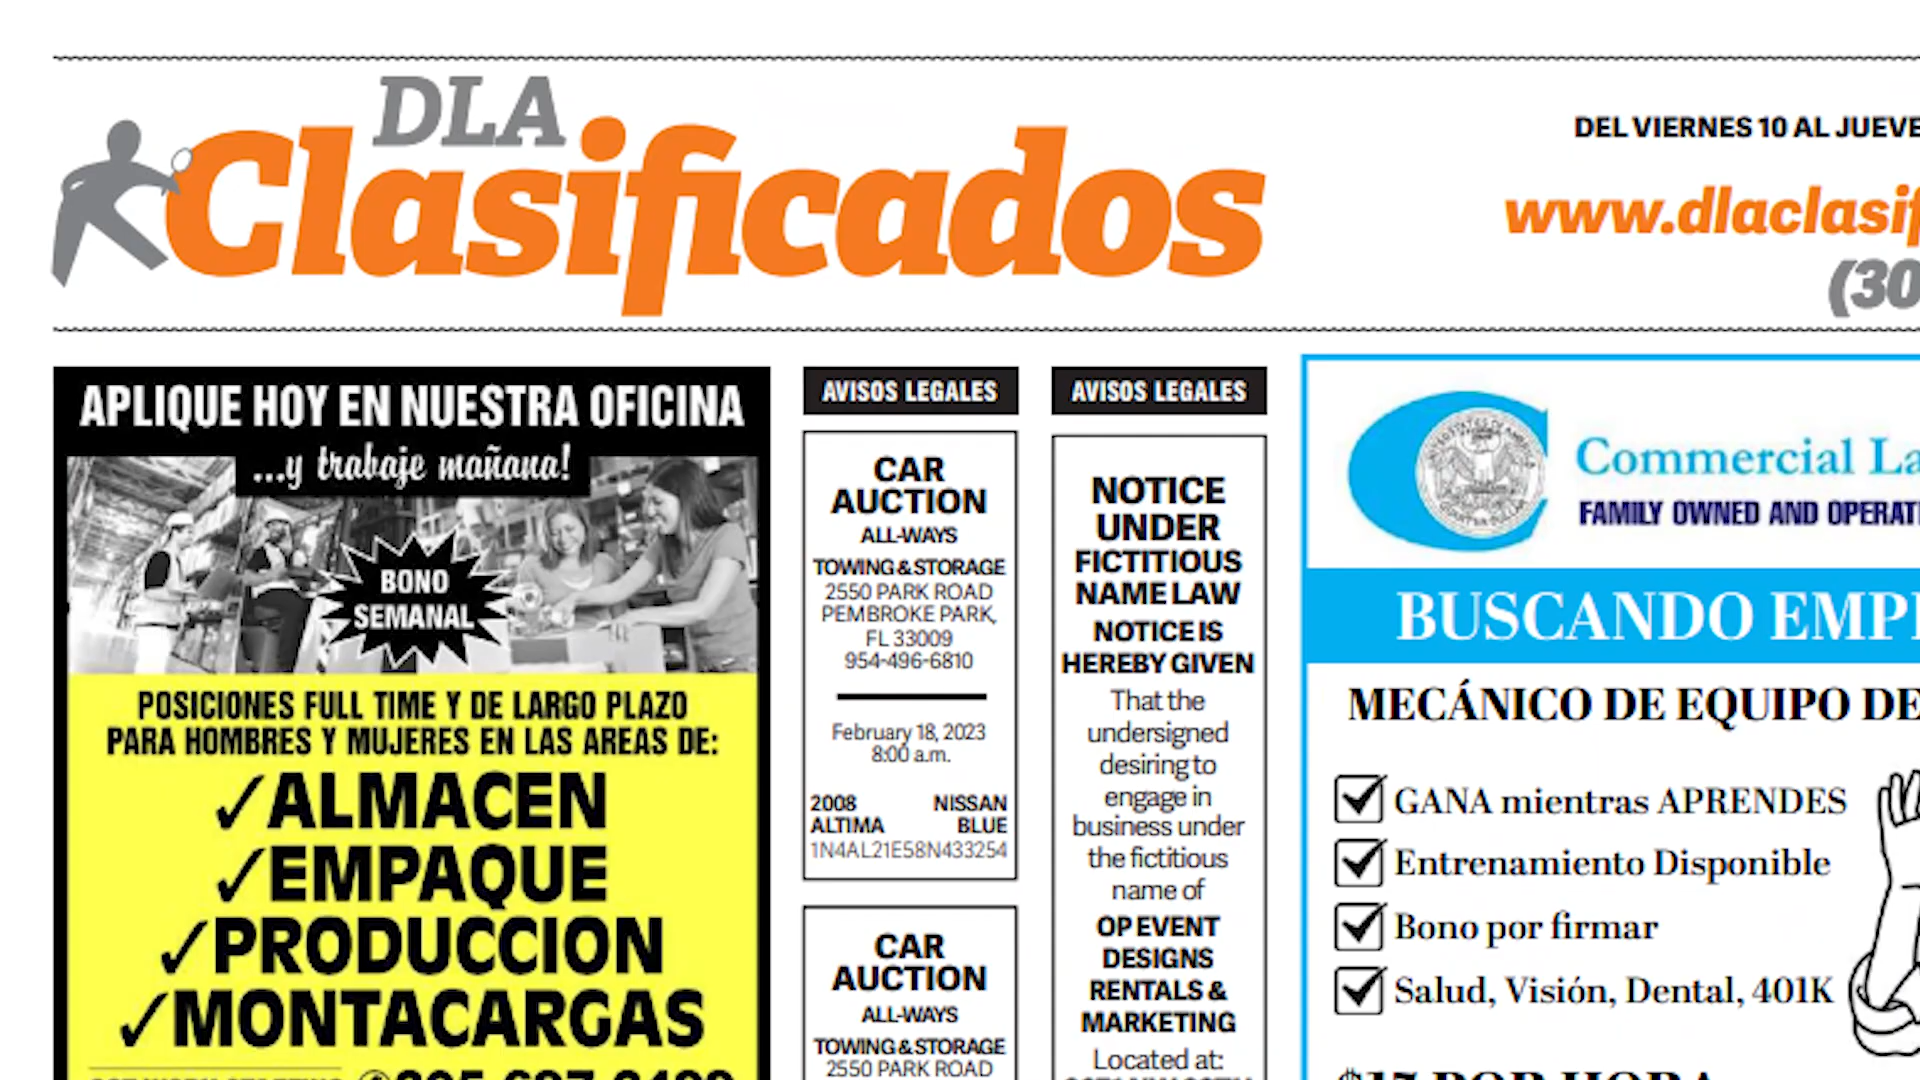 DLA
Clasificados
DEL VIERNES 10 AL JUEVE
www.dlaclasif
(30
APLIQUE HOY EN NUESTRA OFICINA
...y trabaje mañana!
BONO
SEMANAL
POSICIONES FULL TIME Y DE LARGO PLAZO
PARA HOMBRES Y MUJERES EN LAS AREAS DE:
✓ALMACEN
✓EMPAQUE
✓PRODUCCION
✓MONTACARGAS
AVISOS LEGALES
CAR
AUCTION
ALL-WAYS
TOWING & STORAGE
2550 PARK ROAD
PEMBROKE PARK,
FL 33009
954-496-6810
February 18, 2023
8:00 a.m.
2008 NISSAN
ALTIMA BLUE
1N4AL21E58N433254
CAR
AUCTION
ALL-WAYS
TOWING & STORAGE
2550 PARK ROAD
AVISOS LEGALES
NOTICE
UNDER
FICTITIOUS
NAME LAW
NOTICE IS
HEREBY GIVEN
That the
undersigned
desiring to
engage in
business under
the fictitious
name of
OP EVENT
DESIGNS
RENTALS &
MARKETING
Located at:
Commercial La
FAMILY OWNED AND OPERAT
BUSCANDO EMP
MECÁNICO DE EQUIPO DE
GANA mientras APRENDES
Entrenamiento Disponible
Bono por firmar
Salud, Visión, Dental, 401K
$17 POR HORA